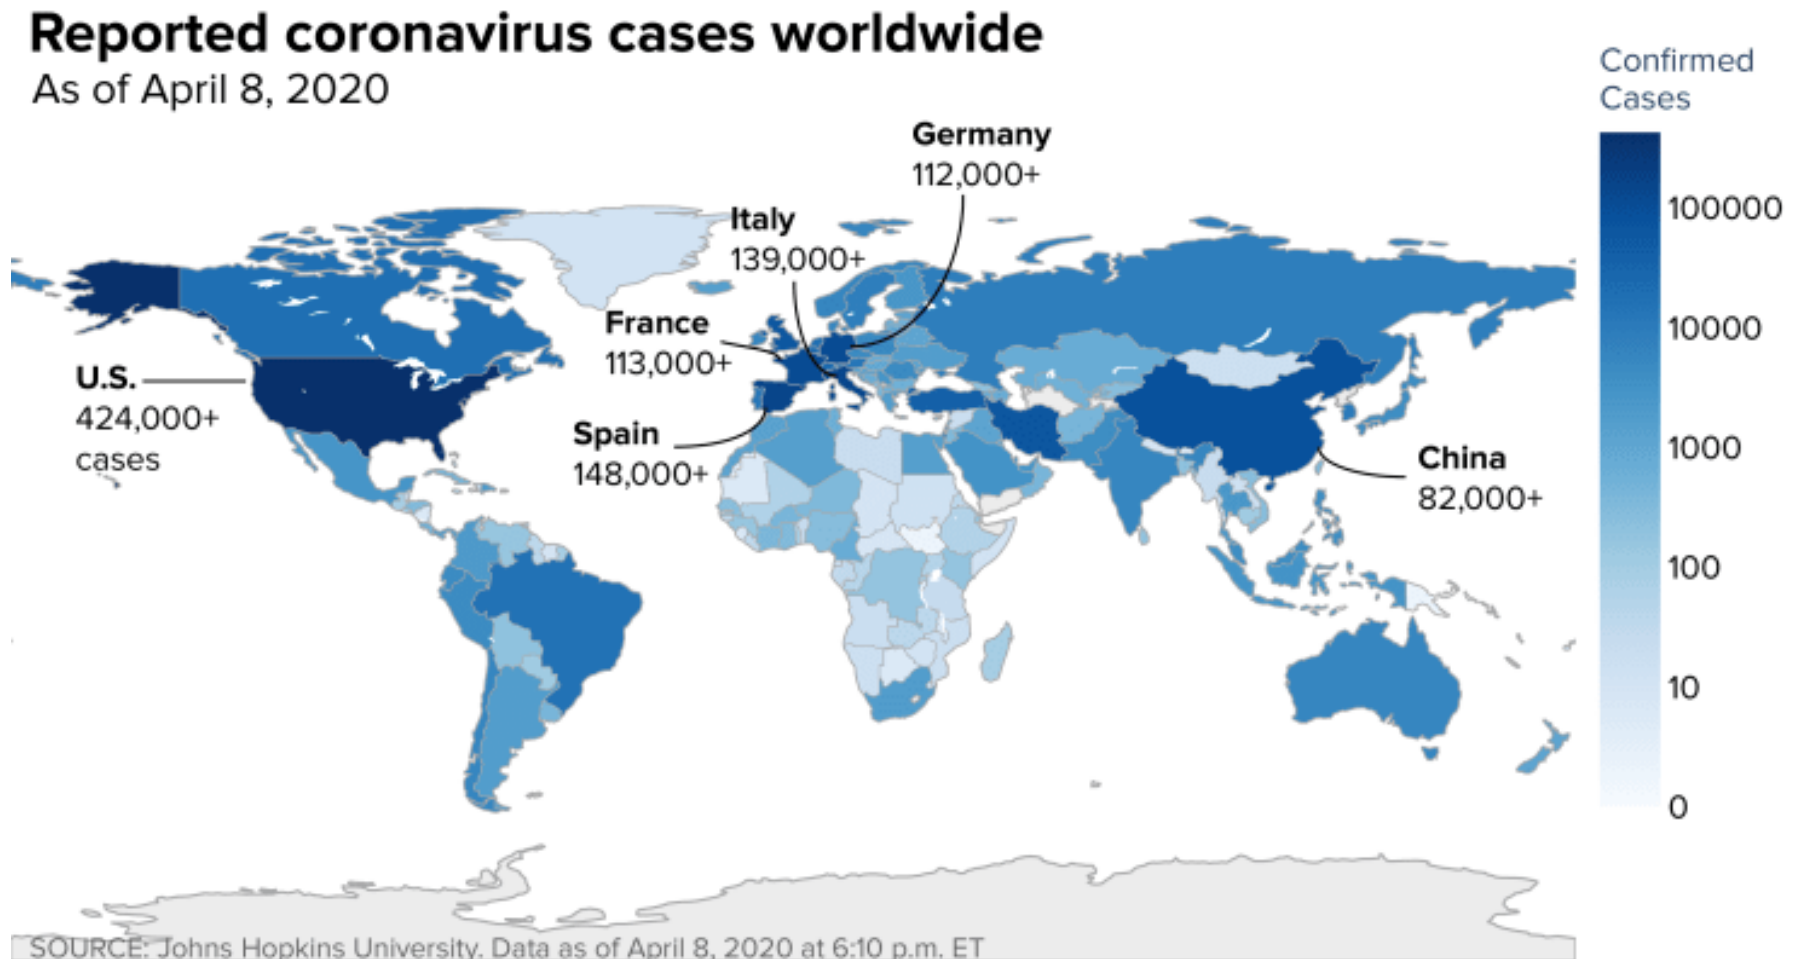 Reported coronavirus cases worldwide
As of April 8, 2020
Confirmed
Cases
100000
10000
1000
100
10
0
Germany
112,000+
Italy
139,000+
France
113,000+
U.S.
424,000+
cases
Spain
148,000+
China
82,000+
SOURCE: Johns Hopkins University. Data as of April 8, 2020 at 6:10 p.m. ET